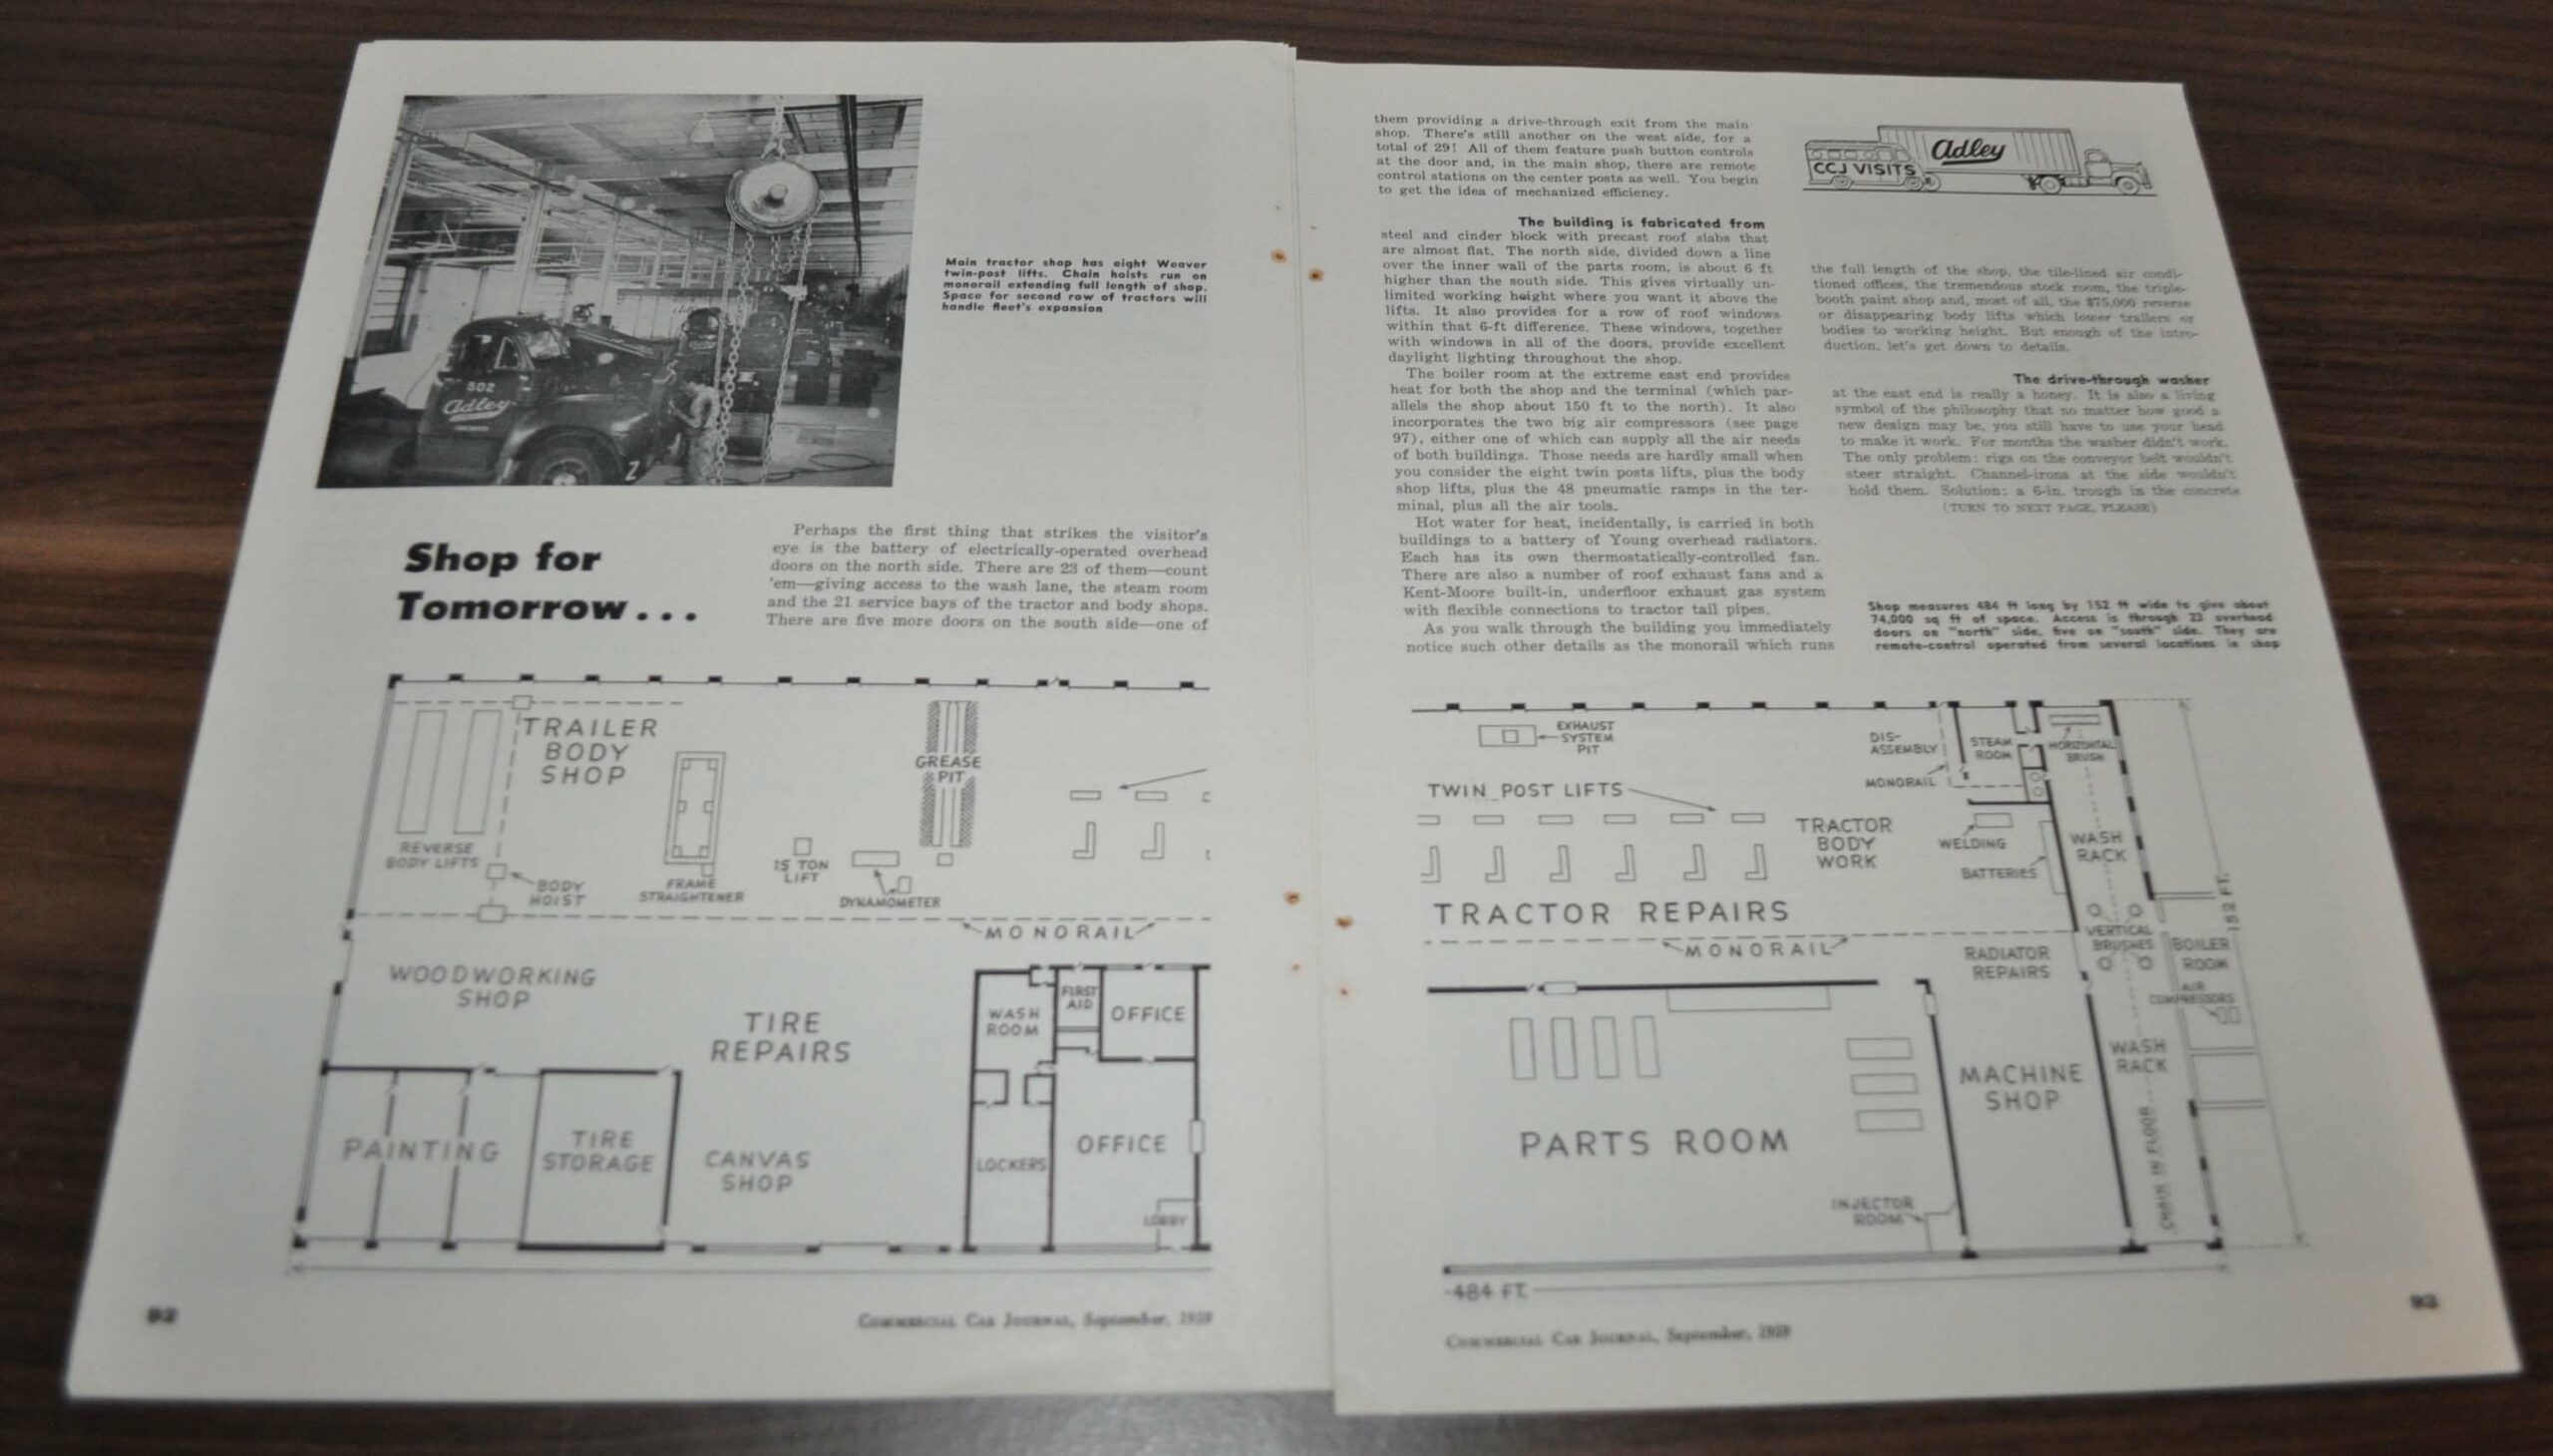 502
Adley
Main tractor shop has eight Weaver
twin-post lifts. Chain hoists run on
monorail extending full length of shop.
Space for second row of tractors will
handle fleet's expansion
Shop for
Tomorrow...
Perhaps the first thing that strikes the visitor's
eye is the battery of electrically-operated overhead
doors on the north side. There are 23 of them—count
'em—giving access to the wash lane, the steam room
and the 21 service bays of the tractor and body shops.
There are five more doors on the south side—one of
TRAILER
BODY
SHOP
REVERSE
BODY LIFTS
BODY
HOIST
FRAME
STRAIGHTENER
15 TON
LIFT
DYNAMOMETER
GREASE
PIT
MONORAIL
WOODWORKING
SHOP
TIRE
REPAIRS
PAINTING
TIRE
STORAGE
CANVAS
SHOP
WASH
ROOM
FIRST
AID
OFFICE
LOCKERS
OFFICE
LOBBY
92
COMMERCIAL CAR JOURNAL, September, 1959
them providing a drive-through exit from the main
shop. There's still another on the west side, for a
total of 29! All of them feature push button controls
at the door and, in the main shop, there are remote
control stations on the center posts as well. You begin
to get the idea of mechanized efficiency.
The building is fabricated from
steel and cinder block with precast roof slabs that
are almost flat. The north side, divided down a line
over the inner wall of the parts room, is about 6 ft
higher than the south side. This gives virtually un-
limited working height where you want it above the
lifts. It also provides for a row of roof windows
within that 6-ft difference. These windows, together
with windows in all of the doors, provide excellent
daylight lighting throughout the shop.
The boiler room at the extreme east end provides
heat for both the shop and the terminal (which par-
allels the shop about 150 ft to the north). It also
incorporates the two big air compressors (see page
97), either one of which can supply all the air needs
of both buildings. Those needs are hardly small when
you consider the eight twin posts lifts, plus the body
shop lifts, plus the 48 pneumatic ramps in the ter-
minal, plus all the air tools.
Hot water for heat, incidentally, is carried in both
buildings to a battery of Young overhead radiators.
Each has its own thermostatically-controlled fan.
There are also a number of roof exhaust fans and a
Kent-Moore built-in, underfloor exhaust gas system
with flexible connections to tractor tail pipes.
As you walk through the building you immediately
notice such other details as the monorail which runs
CCJ VISITS
Adley
the full length of the shop, the tile-lined air condi-
tioned offices, the tremendous stock room, the triple-
booth paint shop and, most of all, the $75,000 reverse
or disappearing body lifts which lower trailers or
bodies to working height. But enough of the intro-
duction, let's get down to details.
The drive-through washer
at the east end is really a honey. It is also a living
symbol of the philosophy that no matter how good a
new design may be, you still have to use your head
to make it work. For months the washer didn't work.
The only problem: rigs on the conveyor belt wouldn't
steer straight. Channel-irons at the side wouldn't
hold them. Solution: a 6-in. trough in the concrete
(TURN TO NEXT PAGE, PLEASE)
Shop measures 484 ft long by 152 ft wide to give about
74,000 sq ft of space. Access is through 23 overhead
doors on "north" side, five on "south" side. They are
remote-control operated from several locations in shop
EXHAUST
SYSTEM
PIT
TWIN POST LIFTS
DIS-
ASSEMBLY
MONORAIL
STEAM
ROOM
HORIZONTAL
BRUSH
TRACTOR
BODY
WORK
WELDING
BATTERIES
WASH
RACK
TRACTOR REPAIRS
MONORAIL
RADIATOR
REPAIRS
VERTICAL
BRUSHES
BOILER
ROOM
AIR
COMPRESSORS
152 FT.
WASH
RACK
MACHINE
SHOP
PARTS ROOM
INJECTOR
ROOM
CHAIN IN FLOOR
484 FT.
COMMERCIAL CAR JOURNAL, September, 1959
93